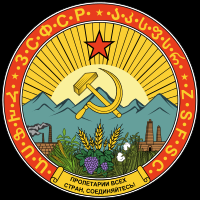 З·С·Ф·С·Р
ა·კ·ს·ფ·ს·რ
Ա·Ս·Ֆ·Խ·Հ
Z·S·F·S·C
ПРОЛЕТАРИИ ВСЕХ
СТРАН, СОЕДИНЯЙТЕСЬ!